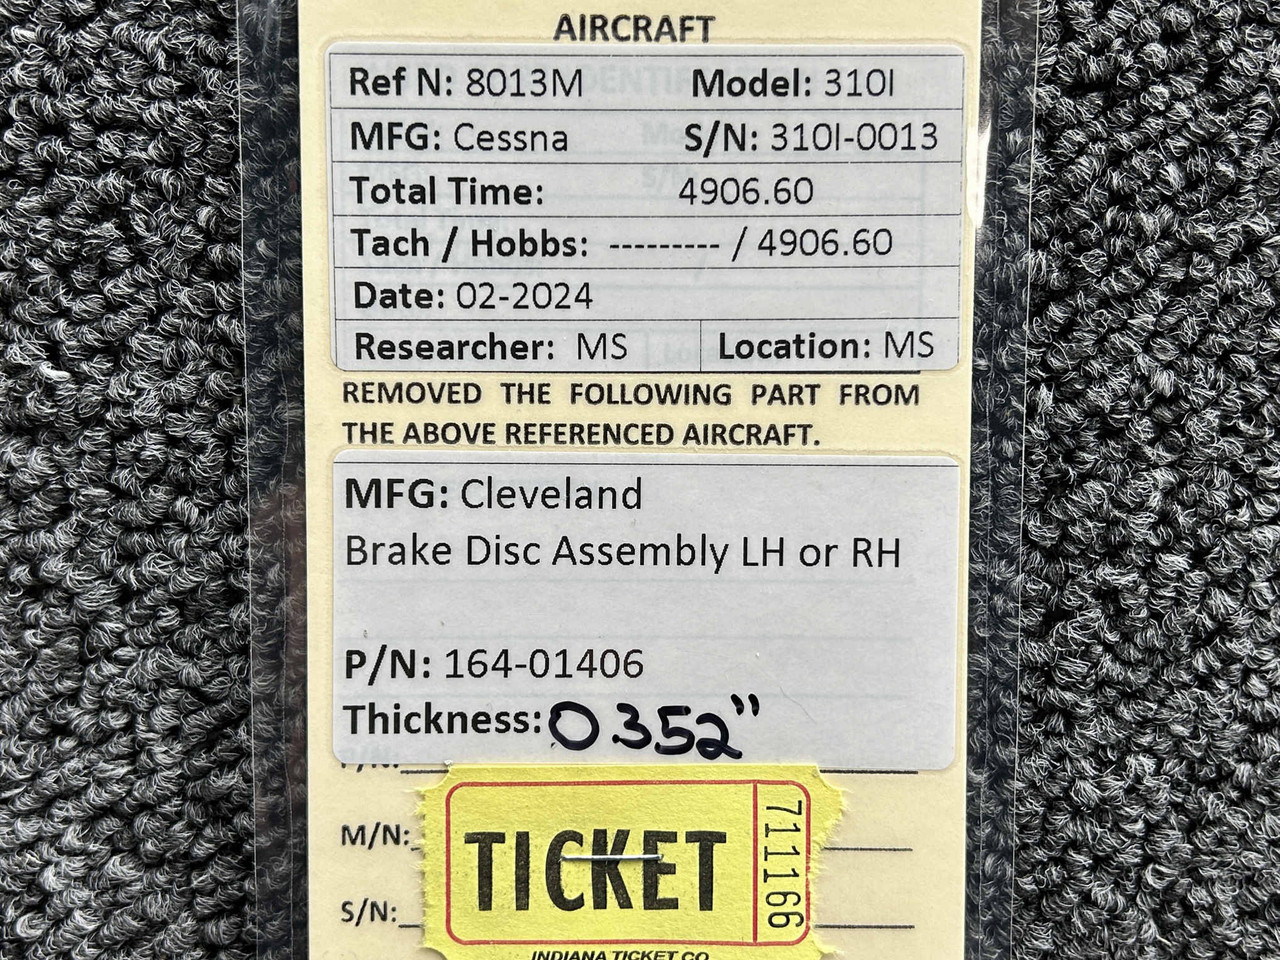 AIRCRAFT
Ref N: 8013M Model: 310I
MFG: Cessna S/N: 310I-0013
Total Time: 4906.60
Tach / Hobbs: --------- / 4906.60
Date: 02-2024
Researcher: MS Location: MS
REMOVED THE FOLLOWING PART FROM
THE ABOVE REFERENCED AIRCRAFT.
MFG: Cleveland
Brake Disc Assembly LH or RH
P/N: 164-01406
Thickness: 0.352"
P/N:
M/N:
S/N:
TICKET
711166
INDIANA TICKET CO